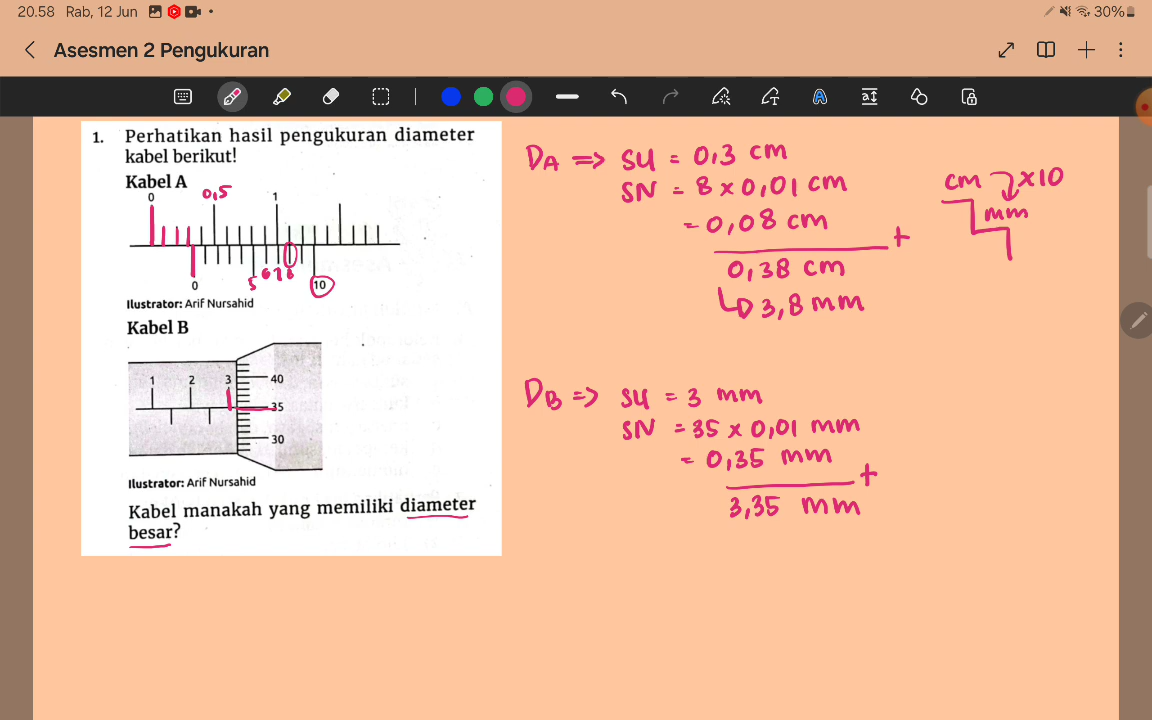 20.58 Rab, 12 Jun
30%
Asesmen 2 Pengukuran
1. Perhatikan hasil pengukuran diameter
kabel berikut!
Kabel A
0,5
0 1
5 6 7 8
0 10
Ilustrator: Arif Nursahid
Kabel B
1 2 3
40
35
30
Ilustrator: Arif Nursahid
Kabel manakah yang memiliki diameter
besar?
DA => SU = 0,3 cm
SN = 8 x 0,01 cm
= 0,08 cm
+
0,38 cm
3,8 mm
cm x10
mm
DB => SU = 3 mm
SN = 35 x 0,01 mm
= 0,35 mm
+
3,35 mm